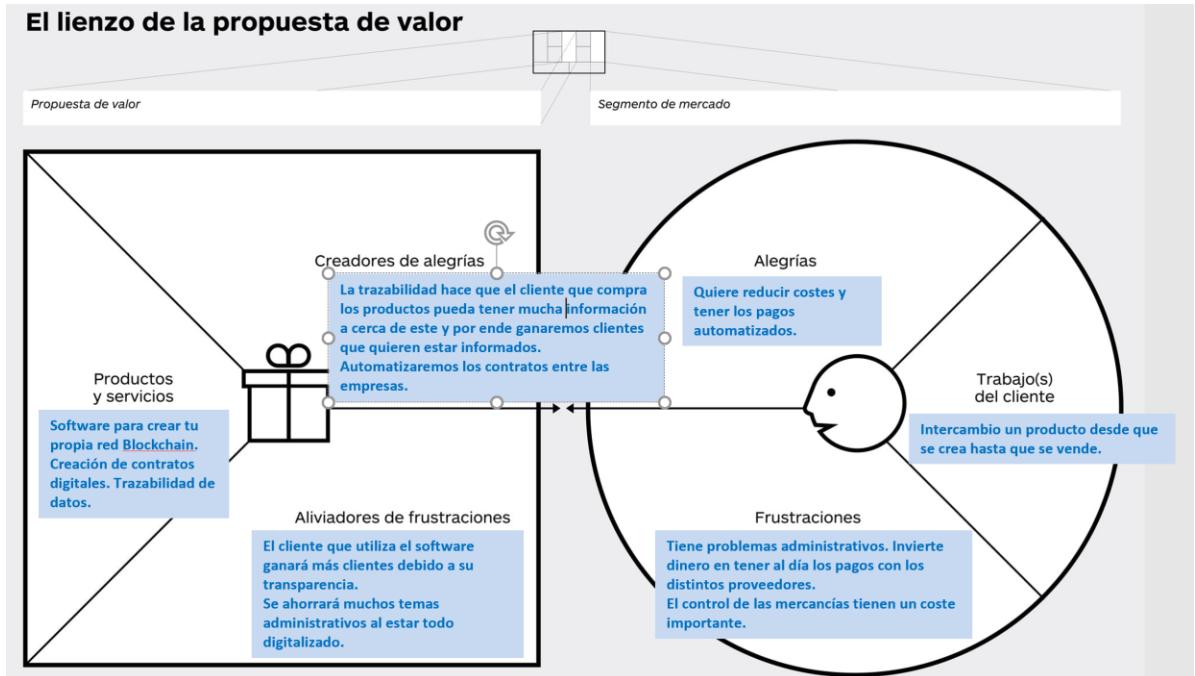 El lienzo de la propuesta de valor
Propuesta de valor
Segmento de mercado
Creadores de alegrías
La trazabilidad hace que el cliente que compra
los productos pueda tener mucha información
a cerca de este y por ende ganaremos clientes
que quieren estar informados.
Automatizaremos los contratos entre las
empresas.
Alegrías
Quiere reducir costes y
tener los pagos
automatizados.
Productos
y servicios
Software para crear tu
propia red Blockchain.
Creación de contratos
digitales. Trazabilidad de
datos.
Trabajo(s)
del cliente
Intercambio un producto desde que
se crea hasta que se vende.
Aliviadores de frustraciones
El cliente que utiliza el software
ganará más clientes debido a su
transparencia.
Se ahorrará muchos temas
administrativos al estar todo
digitalizado.
Frustraciones
Tiene problemas administrativos. Invierte
dinero en tener al día los pagos con los
distintos proveedores.
El control de las mercancías tienen un coste
importante.